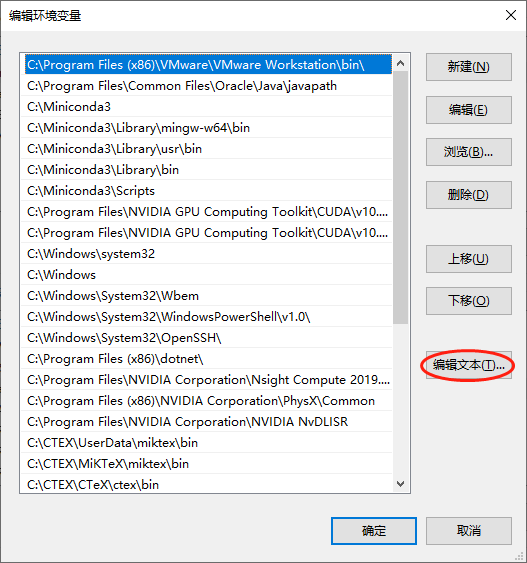 编辑环境变量
C:\Program Files (x86)\VMware\VMware Workstation\bin\
C:\Program Files\Common Files\Oracle\Java\javapath
C:\Miniconda3
C:\Miniconda3\Library\mingw-w64\bin
C:\Miniconda3\Library\usr\bin
C:\Miniconda3\Library\bin
C:\Miniconda3\Scripts
C:\Program Files\NVIDIA GPU Computing Toolkit\CUDA\v10....
C:\Program Files\NVIDIA GPU Computing Toolkit\CUDA\v10....
C:\Windows\system32
C:\Windows
C:\Windows\System32\Wbem
C:\Windows\System32\WindowsPowerShell\v1.0\
C:\Windows\System32\OpenSSH\
C:\Program Files (x86)\dotnet\
C:\Program Files\NVIDIA Corporation\Nsight Compute 2019....
C:\Program Files (x86)\NVIDIA Corporation\PhysX\Common
C:\Program Files\NVIDIA Corporation\NVIDIA NvDLISR
C:\CTEX\UserData\miktex\bin
C:\CTEX\MiKTeX\miktex\bin
C:\CTEX\CTeX\ctex\bin
新建(N)
编辑(E)
浏览(B)...
删除(D)
上移(U)
下移(O)
编辑文本(T)...
确定
取消